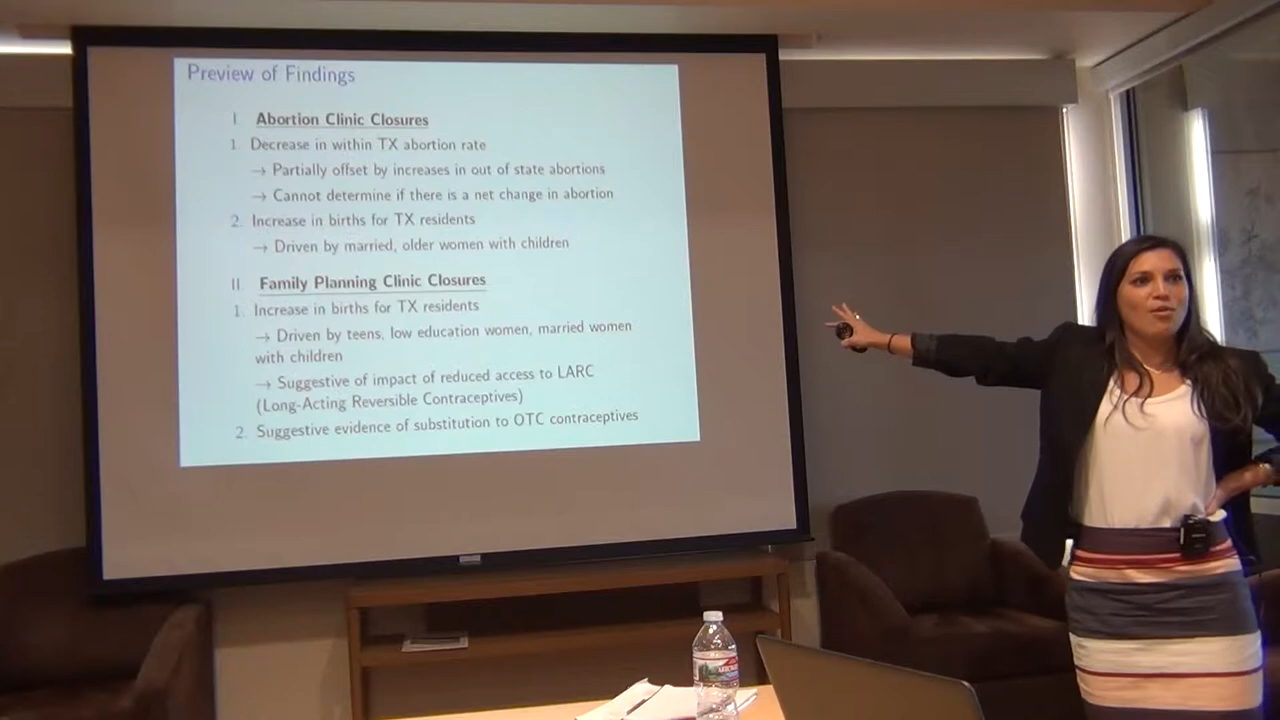 Preview of Findings
I. Abortion Clinic Closures
1. Decrease in within TX abortion rate
→ Partially offset by increases in out of state abortions
→ Cannot determine if there is a net change in abortion
2. Increase in births for TX residents
→ Driven by married, older women with children
II Family Planning Clinic Closures
1. Increase in births for TX residents
→ Driven by teens, low education women, married women
with children
→ Suggestive of impact of reduced access to LARC
(Long-Acting Reversible Contraceptives)
2. Suggestive evidence of substitution to OTC contraceptives